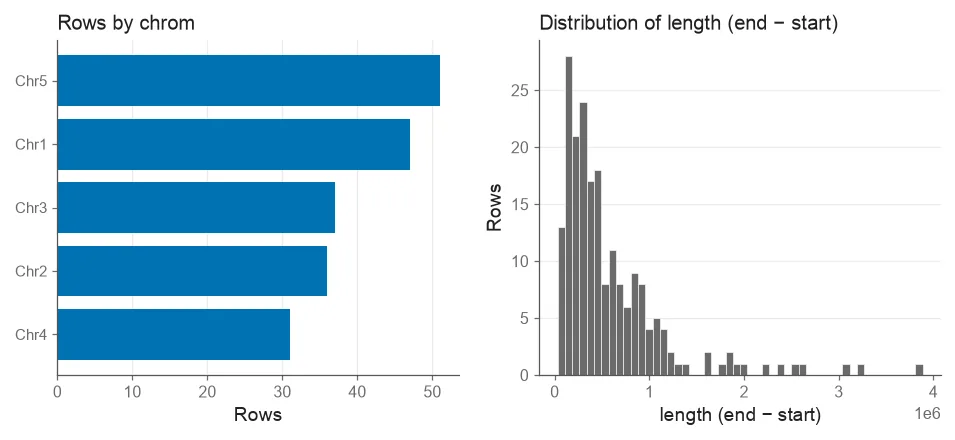 Rows by chrom
Chr5
Chr1
Chr3
Chr2
Chr4
0 10 20 30 40 50
Rows
Distribution of length (end − start)
Rows
25
20
15
10
5
0
0 1 2 3 4
1e6
length (end − start)